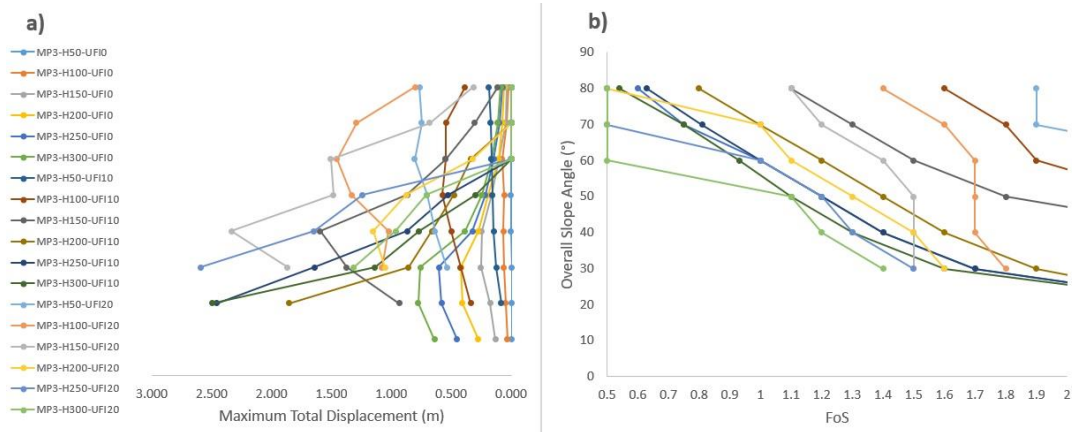 a)
MP3-H50-UFI0
MP3-H100-UFI0
MP3-H150-UFI0
MP3-H200-UFI0
MP3-H250-UFI0
MP3-H300-UFI0
MP3-H50-UFI10
MP3-H100-UFI10
MP3-H150-UFI10
MP3-H200-UFI10
MP3-H250-UFI10
MP3-H300-UFI10
MP3-H50-UFI20
MP3-H100-UFI20
MP3-H150-UFI20
MP3-H200-UFI20
MP3-H250-UFI20
MP3-H300-UFI20
3.000 2.500 2.000 1.500 1.000 0.500 0.000
Maximum Total Displacement (m)
b)
Overall Slope Angle (°)
90
80
70
60
50
40
30
20
10
0
0.5 0.6 0.7 0.8 0.9 1 1.1 1.2 1.3 1.4 1.5 1.6 1.7 1.8 1.9 2
FoS